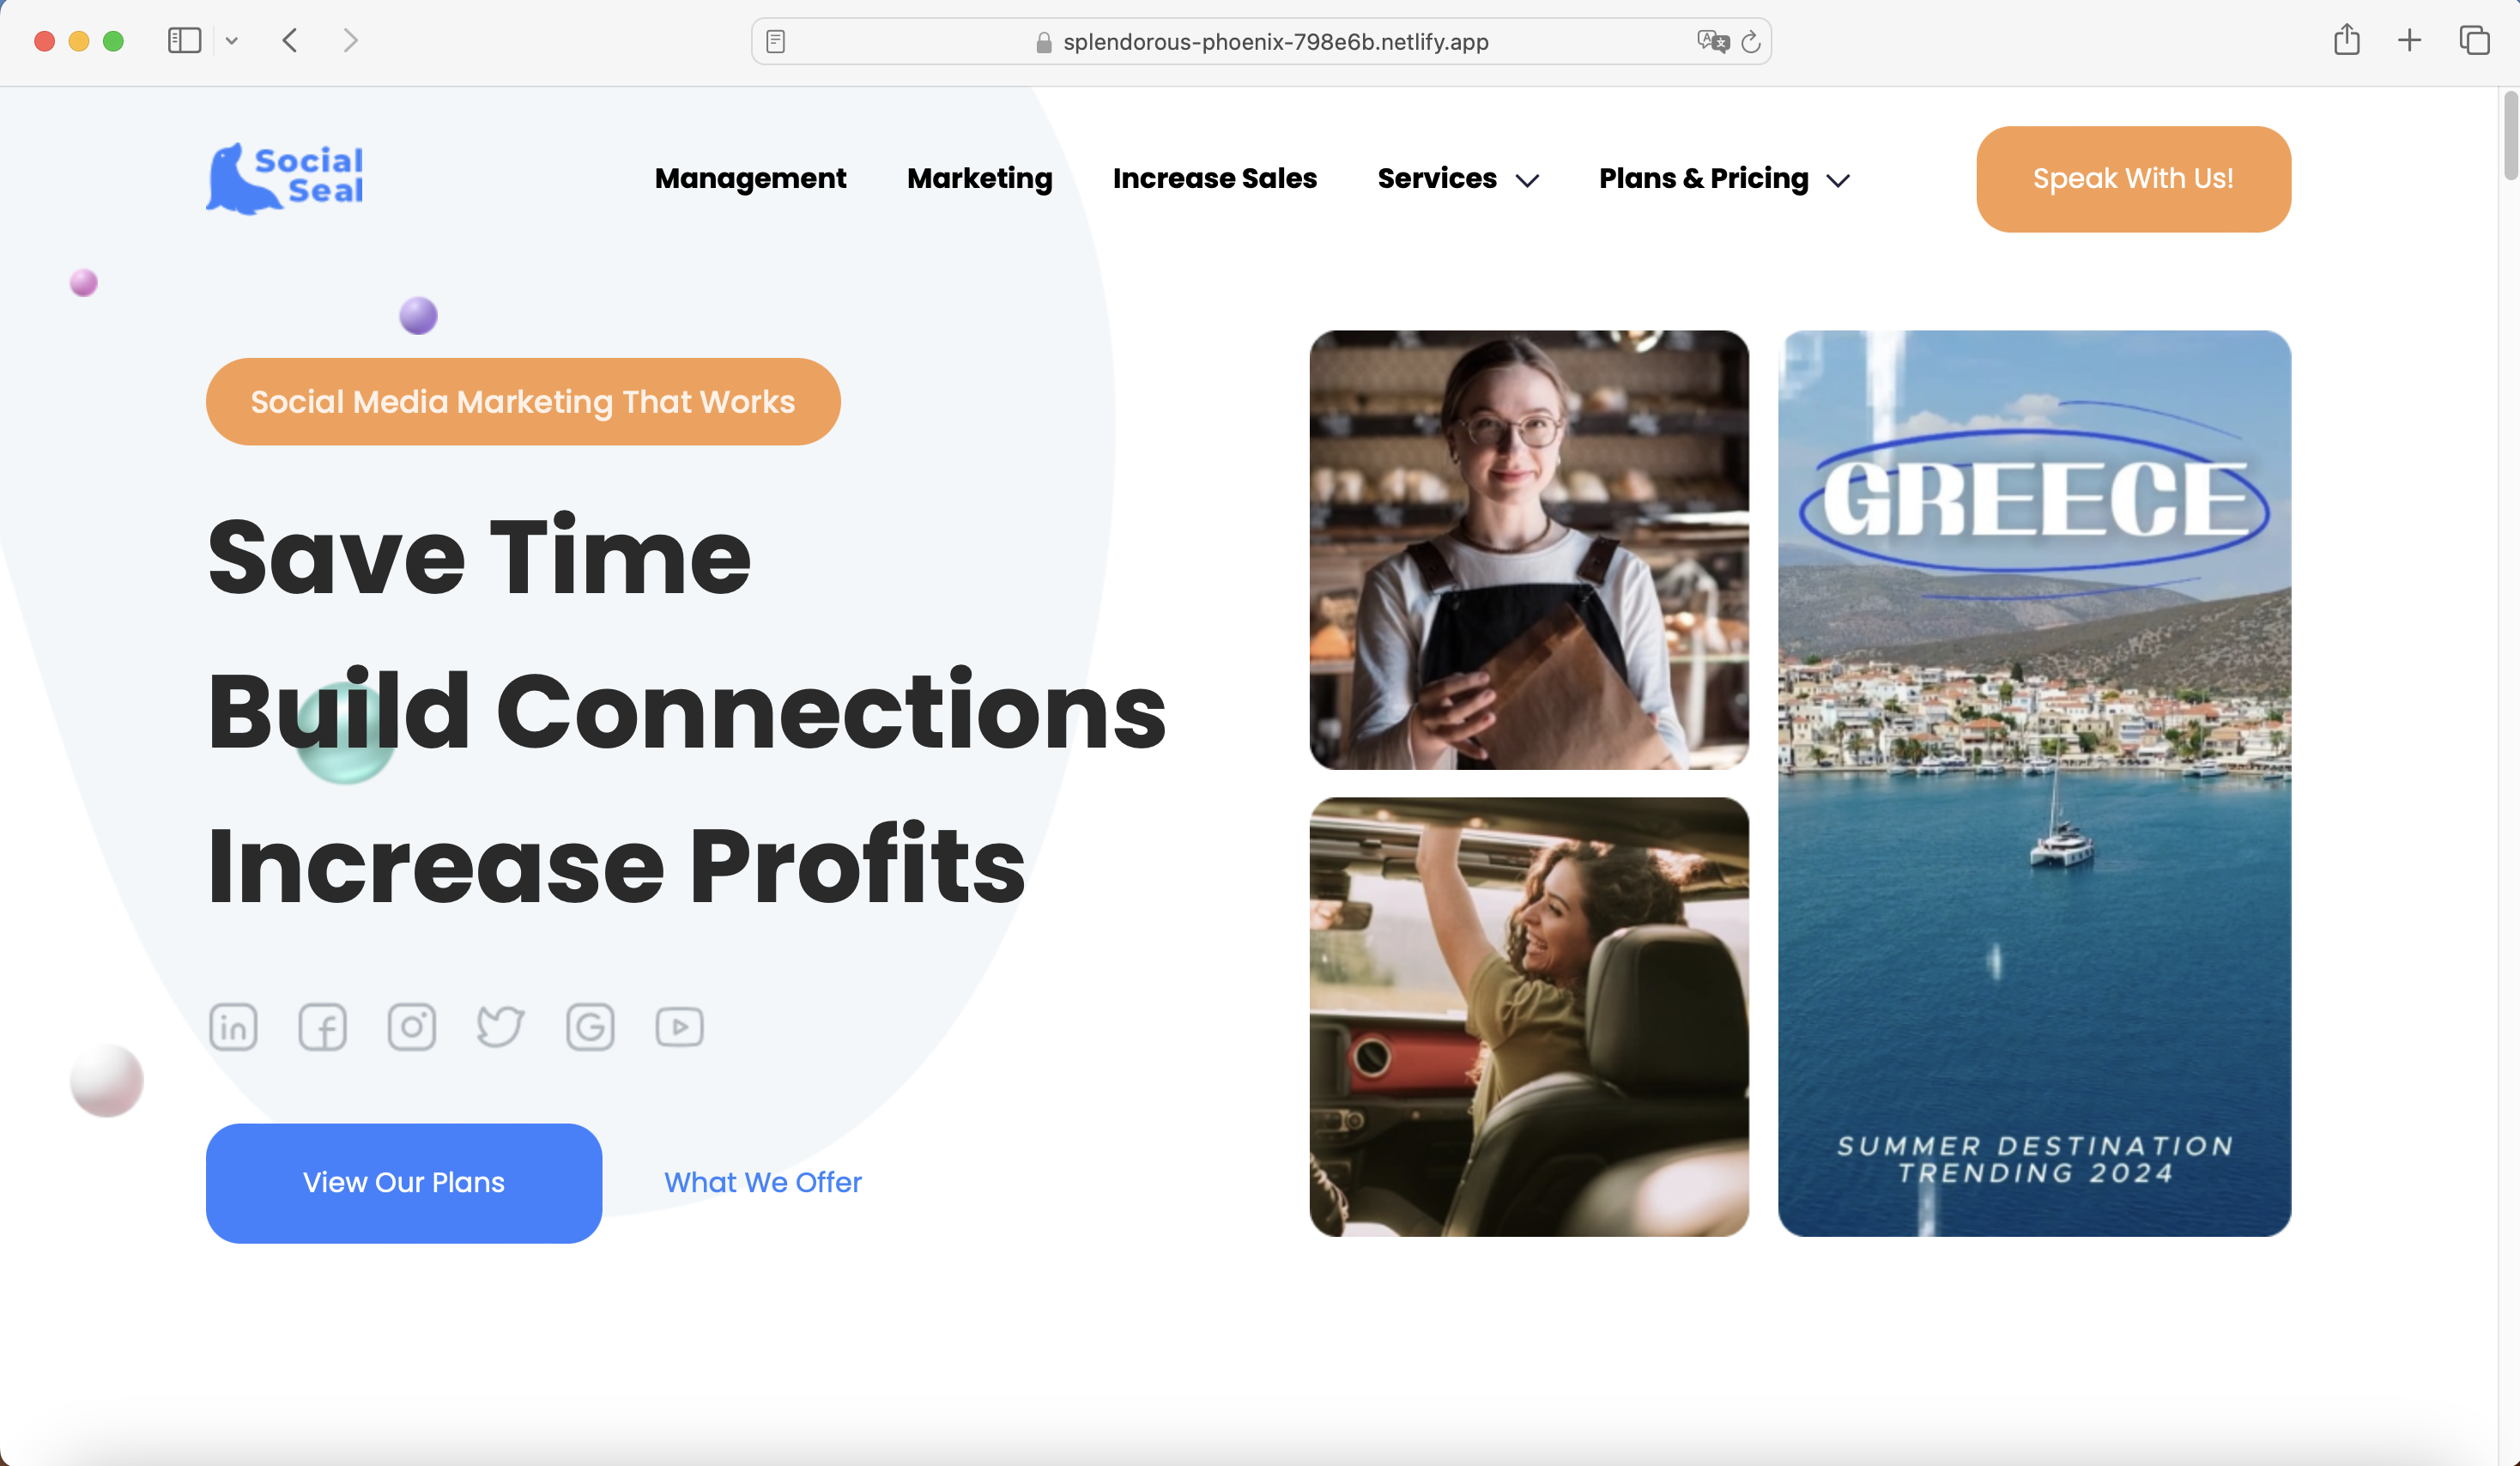 splendorous-phoenix-798e6b.netlify.app
Social
Seal
Management
Marketing
Increase Sales
Services
Plans & Pricing
Speak With Us!
Social Media Marketing That Works
Save Time
Build Connections
Increase Profits
View Our Plans
What We Offer
GREECE
SUMMER DESTINATION
TRENDING 2024